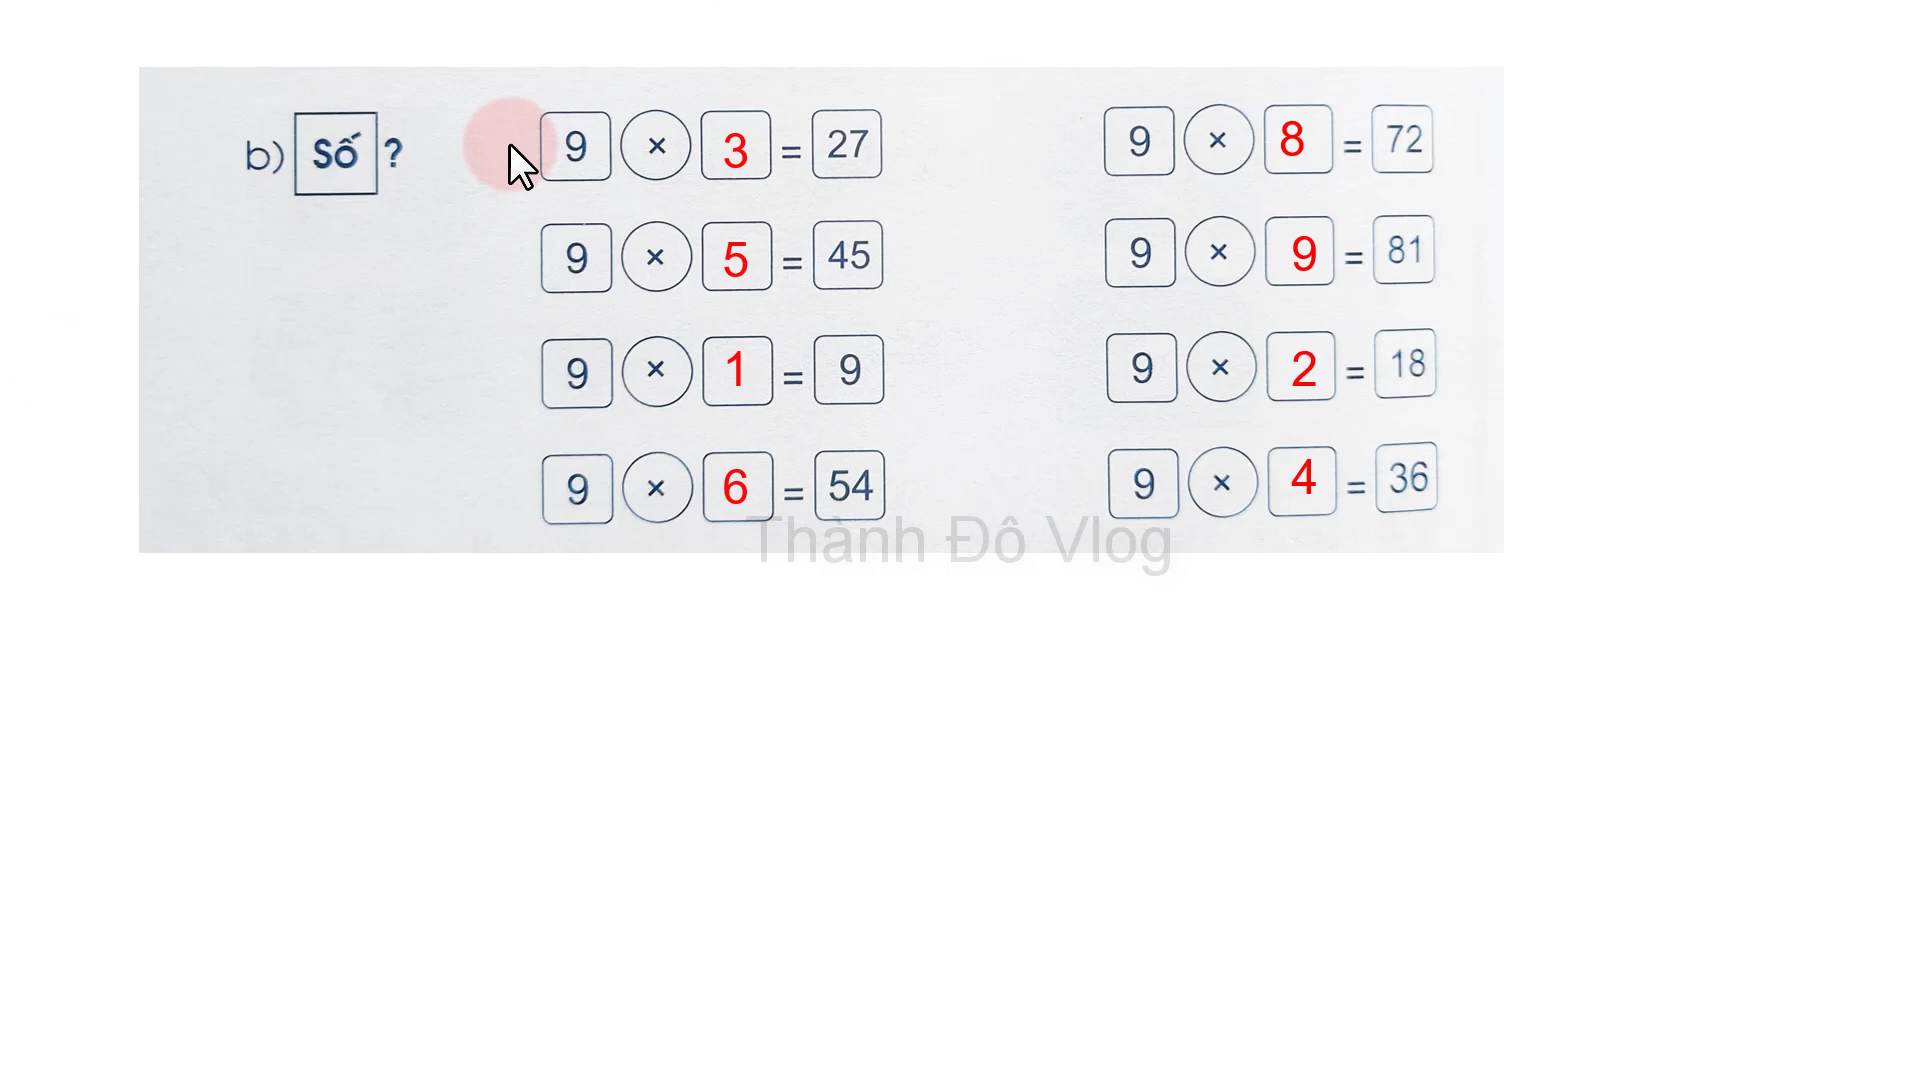 b) Số ? 9 × 3 = 27 9 × 8 = 72
9 × 5 = 45 9 × 9 = 81
9 × 1 = 9 9 × 2 = 18
9 × 6 = 54 9 × 4 = 36
Thành Đô Vlog